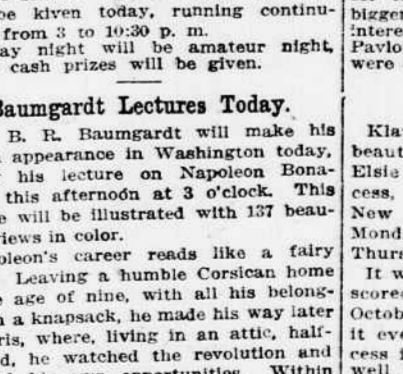 be kiven today, running continu-
from 3 to 10:30 p. m.
ay night will be amateur night,
cash prizes will be given.
Baumgardt Lectures Today.
B. R. Baumgardt will make his
appearance in Washington today,
his lecture on Napoleon Bona-
this afternoon at 3 o'clock. This
e will be illustrated with 137 beau-
views in color.
oleon's career reads like a fairy
Leaving a humble Corsican home
e age of nine, with all his belong-
n a knapsack, he made his way later
ris, where, living in an attic, half-
d, he watched the revolution and
opportunities. Within
bigger
intere
Pavlo
were
Kla
beaut
Elsie
cess,
New
Mond
Thurs
It w
scored
Octob
it eve
cess i
well